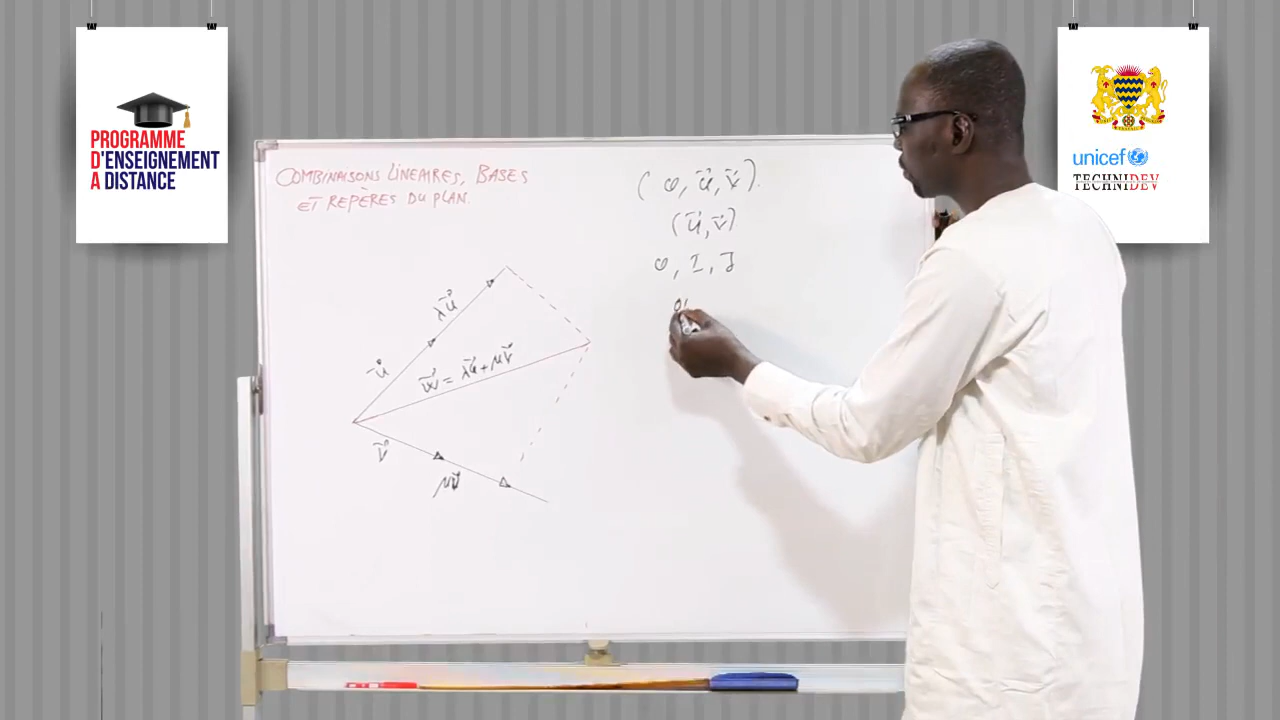 PROGRAMME
D'ENSEIGNEMENT
A DISTANCE
COMBINAISONS LINEAIRES, BASES
ET REPÈRES DU PLAN.
(O, u⃗, v⃗).
(u⃗, v⃗)
O, I, J
λu⃗
u⃗
w⃗ = λu⃗ + μv⃗
v⃗
μv⃗
unicef
TECHNIDEV